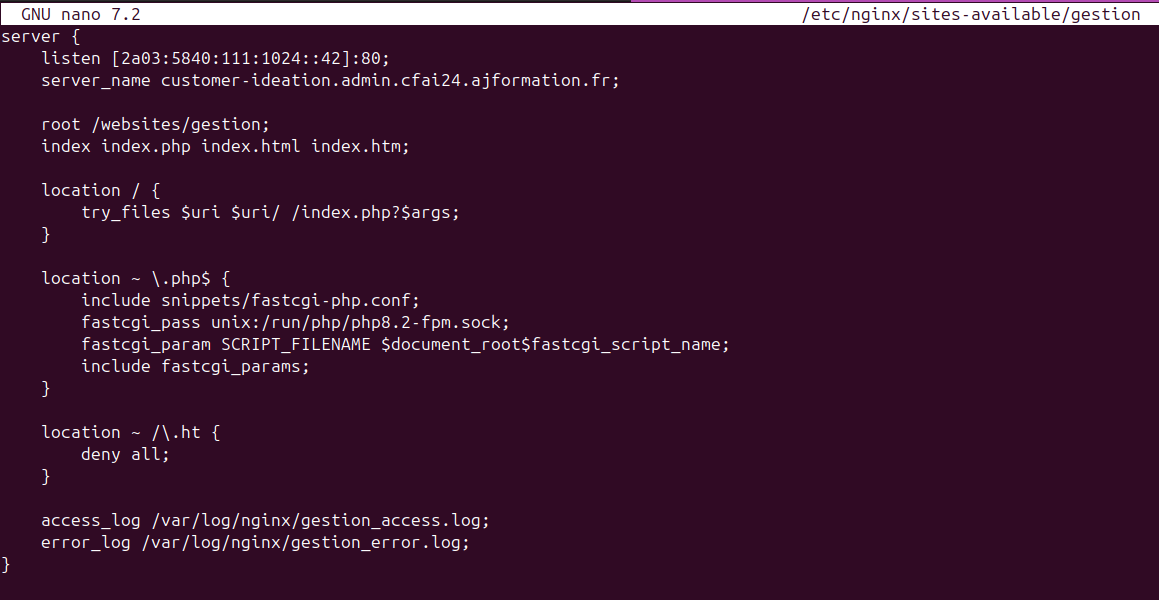 GNU nano 7.2 /etc/nginx/sites-available/gestion
server {
    listen [2a03:5840:111:1024::42]:80;
    server_name customer-ideation.admin.cfai24.ajformation.fr;

    root /websites/gestion;
    index index.php index.html index.htm;

    location / {
        try_files $uri $uri/ /index.php?$args;
    }

    location ~ \.php$ {
        include snippets/fastcgi-php.conf;
        fastcgi_pass unix:/run/php/php8.2-fpm.sock;
        fastcgi_param SCRIPT_FILENAME $document_root$fastcgi_script_name;
        include fastcgi_params;
    }

    location ~ /\.ht {
        deny all;
    }

    access_log /var/log/nginx/gestion_access.log;
    error_log /var/log/nginx/gestion_error.log;
}